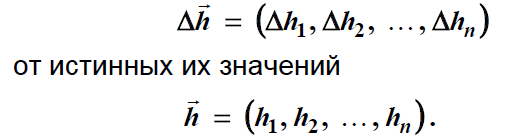 Δh⃗ = (Δh₁, Δh₂, …, Δhₙ)
от истинных их значений
h⃗ = (h₁, h₂, …, hₙ).